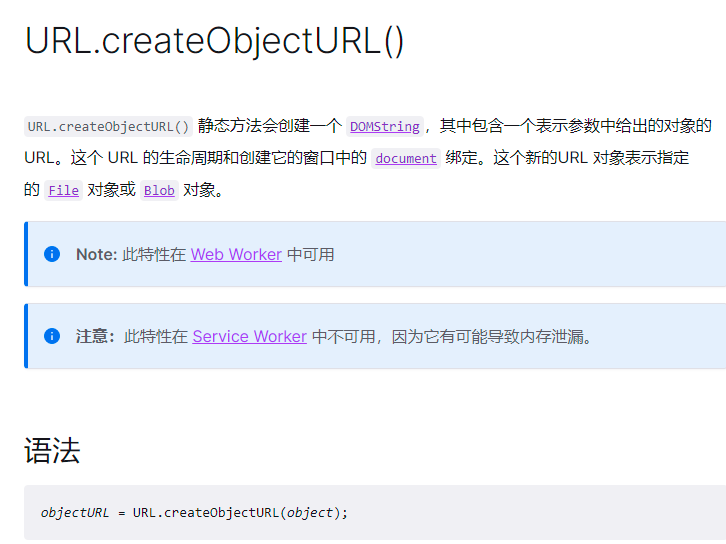 URL.createObjectURL()
URL.createObjectURL() 静态方法会创建一个 DOMString，其中包含一个表示参数中给出的对象的
URL。这个 URL 的生命周期和创建它的窗口中的 document 绑定。这个新的URL 对象表示指定
的 File 对象或 Blob 对象。
Note: 此特性在 Web Worker 中可用
注意：此特性在 Service Worker 中不可用，因为它有可能导致内存泄漏。
语法
objectURL = URL.createObjectURL(object);